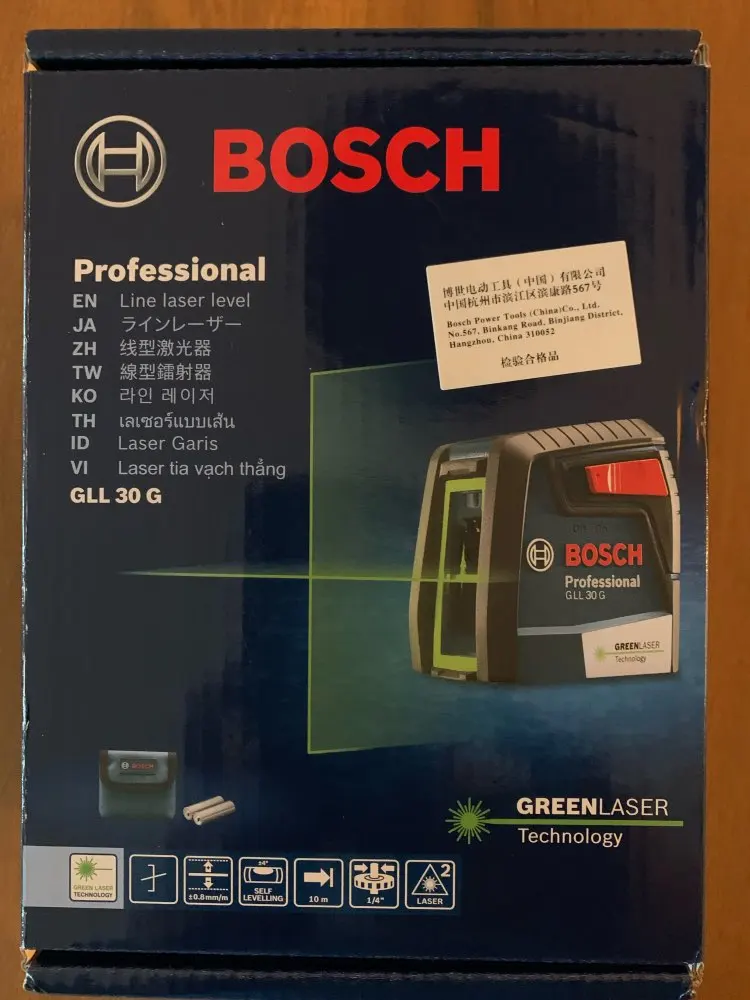 BOSCH
Professional
EN Line laser level
JA ラインレーザー
ZH 线型激光器
TW 線型鐳射器
KO 라인 레이저
TH เลเซอร์แบบเส้น
ID Laser Garis
VI Laser tia vạch thẳng
GLL 30 G
博世电动工具（中国）有限公司
中国杭州市滨江区滨康路567号
Bosch Power Tools (China)Co., Ltd.
No.567, Binkang Road, Binjiang District,
Hangzhou, China 310052
检验合格品
BOSCH
Professional
GLL 30 G
GREENLASER
Technology
BOSCH
GREENLASER
Technology
GREEN LASER
TECHNOLOGY
±0.8mm/m
±4°
SELF
LEVELLING
10 m
1/4"
2
LASER